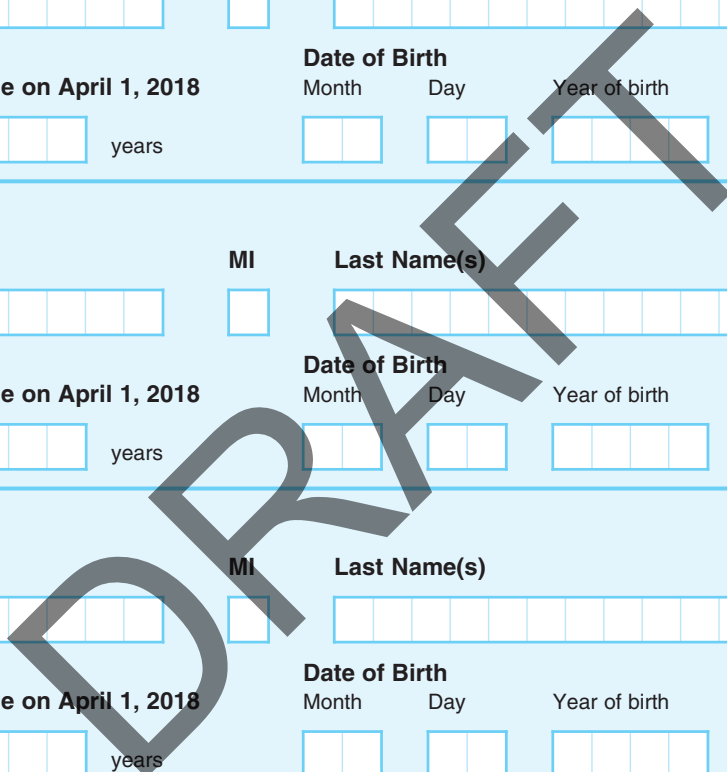 Date of Birth
e on April 1, 2018 Month Day Year of birth
years
MI Last Name(s)
Date of Birth
e on April 1, 2018 Month Day Year of birth
years
MI Last Name(s)
Date of Birth
e on April 1, 2018 Month Day Year of birth
years
DRAFT